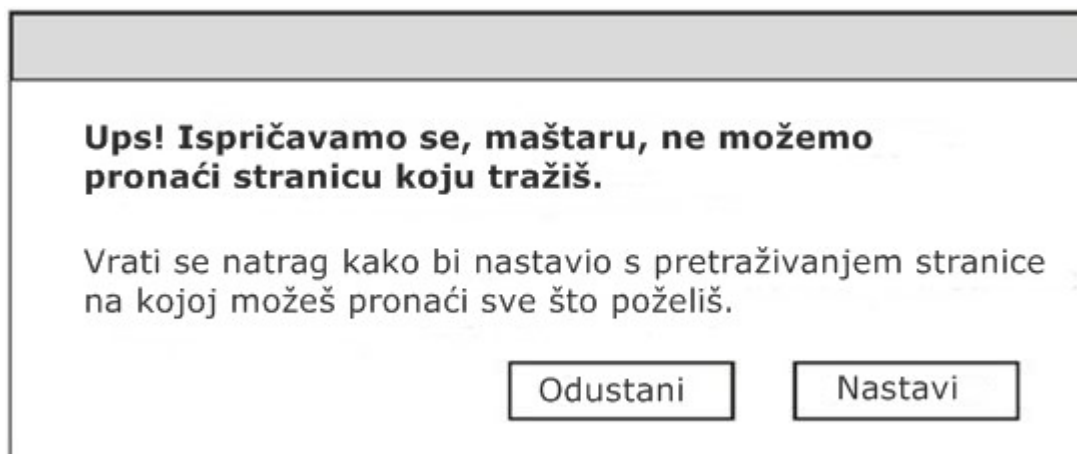 Ups! Ispričavamo se, maštaru, ne možemo
pronaći stranicu koju tražiš.
Vrati se natrag kako bi nastavio s pretraživanjem stranice
na kojoj možeš pronaći sve što poželiš.
Odustani
Nastavi